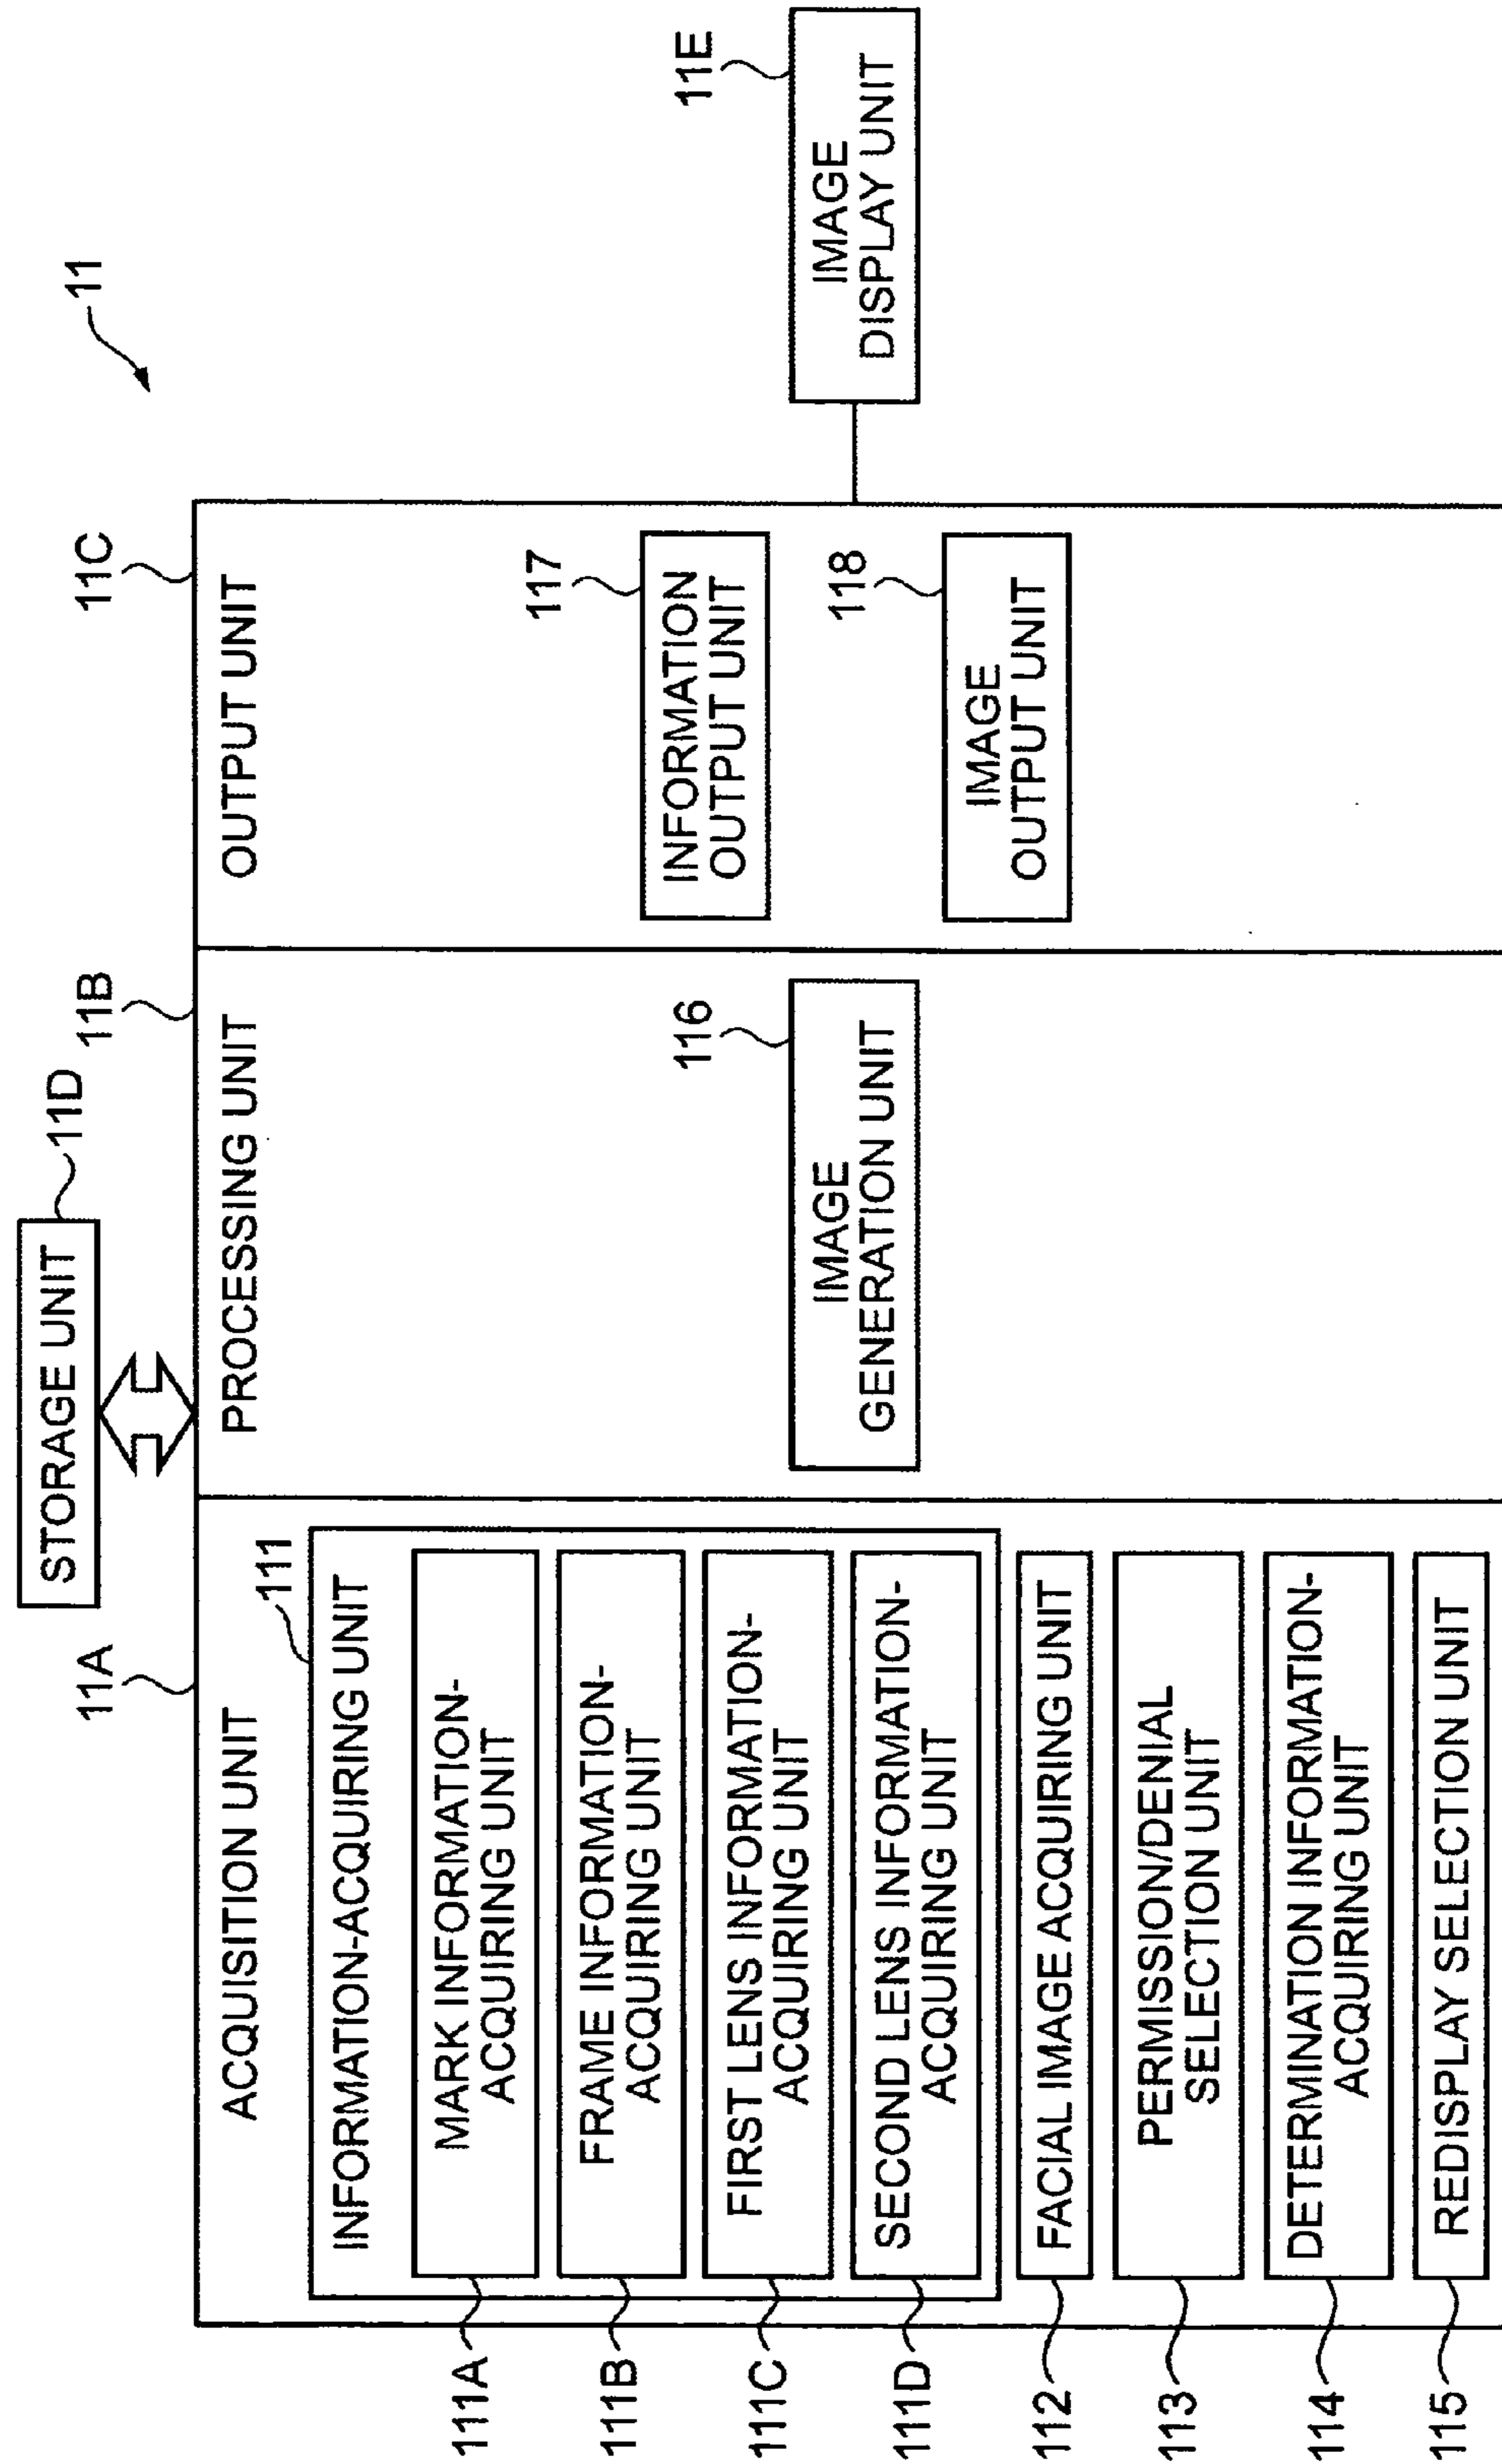 11
STORAGE UNIT
11D
11A
11B
11C
ACQUISITION UNIT
PROCESSING UNIT
OUTPUT UNIT
111
INFORMATION-ACQUIRING UNIT
111A
MARK INFORMATION-
ACQUIRING UNIT
111B
FRAME INFORMATION-
ACQUIRING UNIT
111C
FIRST LENS INFORMATION-
ACQUIRING UNIT
111D
SECOND LENS INFORMATION-
ACQUIRING UNIT
112
FACIAL IMAGE ACQUIRING UNIT
113
PERMISSION/DENIAL
SELECTION UNIT
114
DETERMINATION INFORMATION-
ACQUIRING UNIT
115
REDISPLAY SELECTION UNIT
116
IMAGE
GENERATION UNIT
117
INFORMATION
OUTPUT UNIT
118
IMAGE
OUTPUT UNIT
11E
IMAGE
DISPLAY UNIT